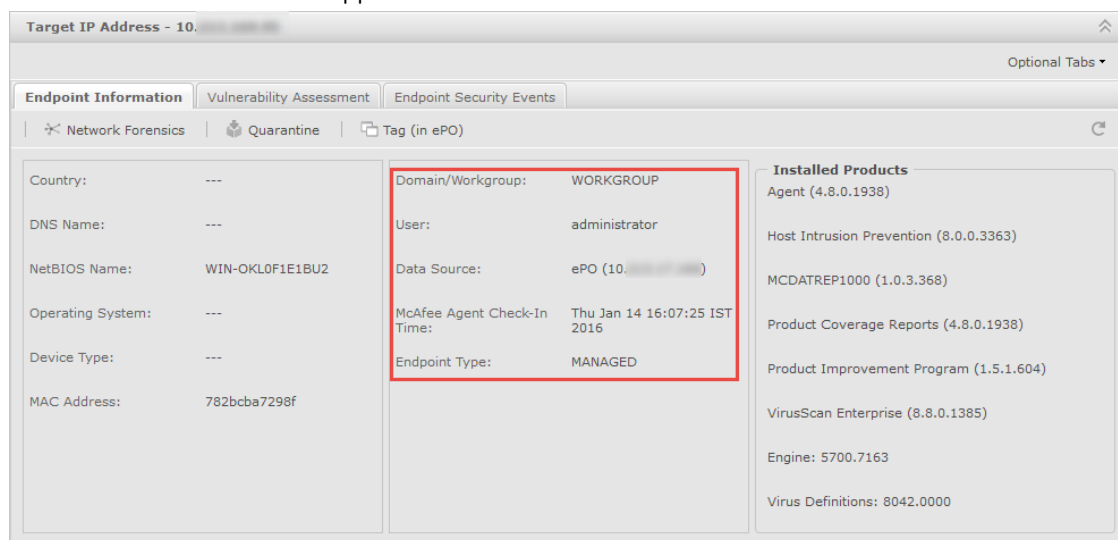 Target IP Address - 10.
Optional Tabs
Endpoint Information
Vulnerability Assessment
Endpoint Security Events
Network Forensics
Quarantine
Tag (in ePO)
Country: ---
DNS Name: ---
NetBIOS Name: WIN-OKL0F1E1BU2
Operating System: ---
Device Type: ---
MAC Address: 782bcba7298f
Domain/Workgroup: WORKGROUP
User: administrator
Data Source: ePO (10. )
McAfee Agent Check-In Thu Jan 14 16:07:25 IST
Time: 2016
Endpoint Type: MANAGED
Installed Products
Agent (4.8.0.1938)
Host Intrusion Prevention (8.0.0.3363)
MCDATREP1000 (1.0.3.368)
Product Coverage Reports (4.8.0.1938)
Product Improvement Program (1.5.1.604)
VirusScan Enterprise (8.8.0.1385)
Engine: 5700.7163
Virus Definitions: 8042.0000